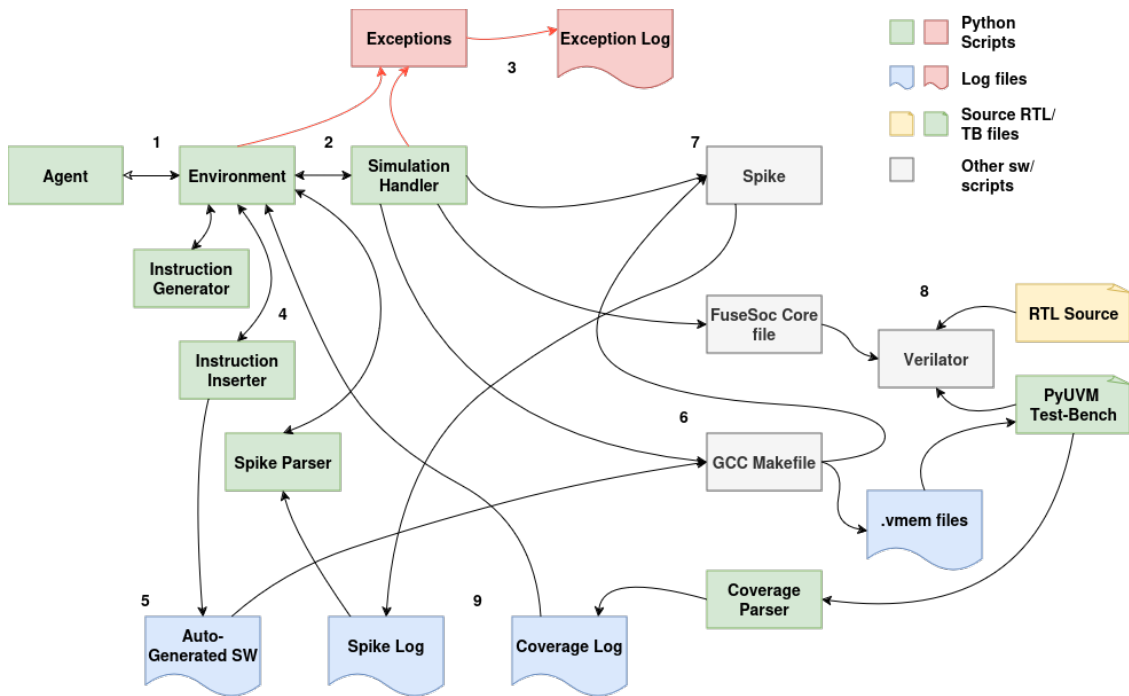 Exceptions
Exception Log
3
Python
Scripts
Log files
Source RTL/
TB files
Other sw/
scripts
1
2
7
Agent
Environment
Simulation
Handler
Spike
Instruction
Generator
4
8
FuseSoc Core
file
RTL Source
Verilator
Instruction
Inserter
PyUVM
Test-Bench
6
Spike Parser
GCC Makefile
.vmem files
5
9
Coverage
Parser
Auto-
Generated SW
Spike Log
Coverage Log